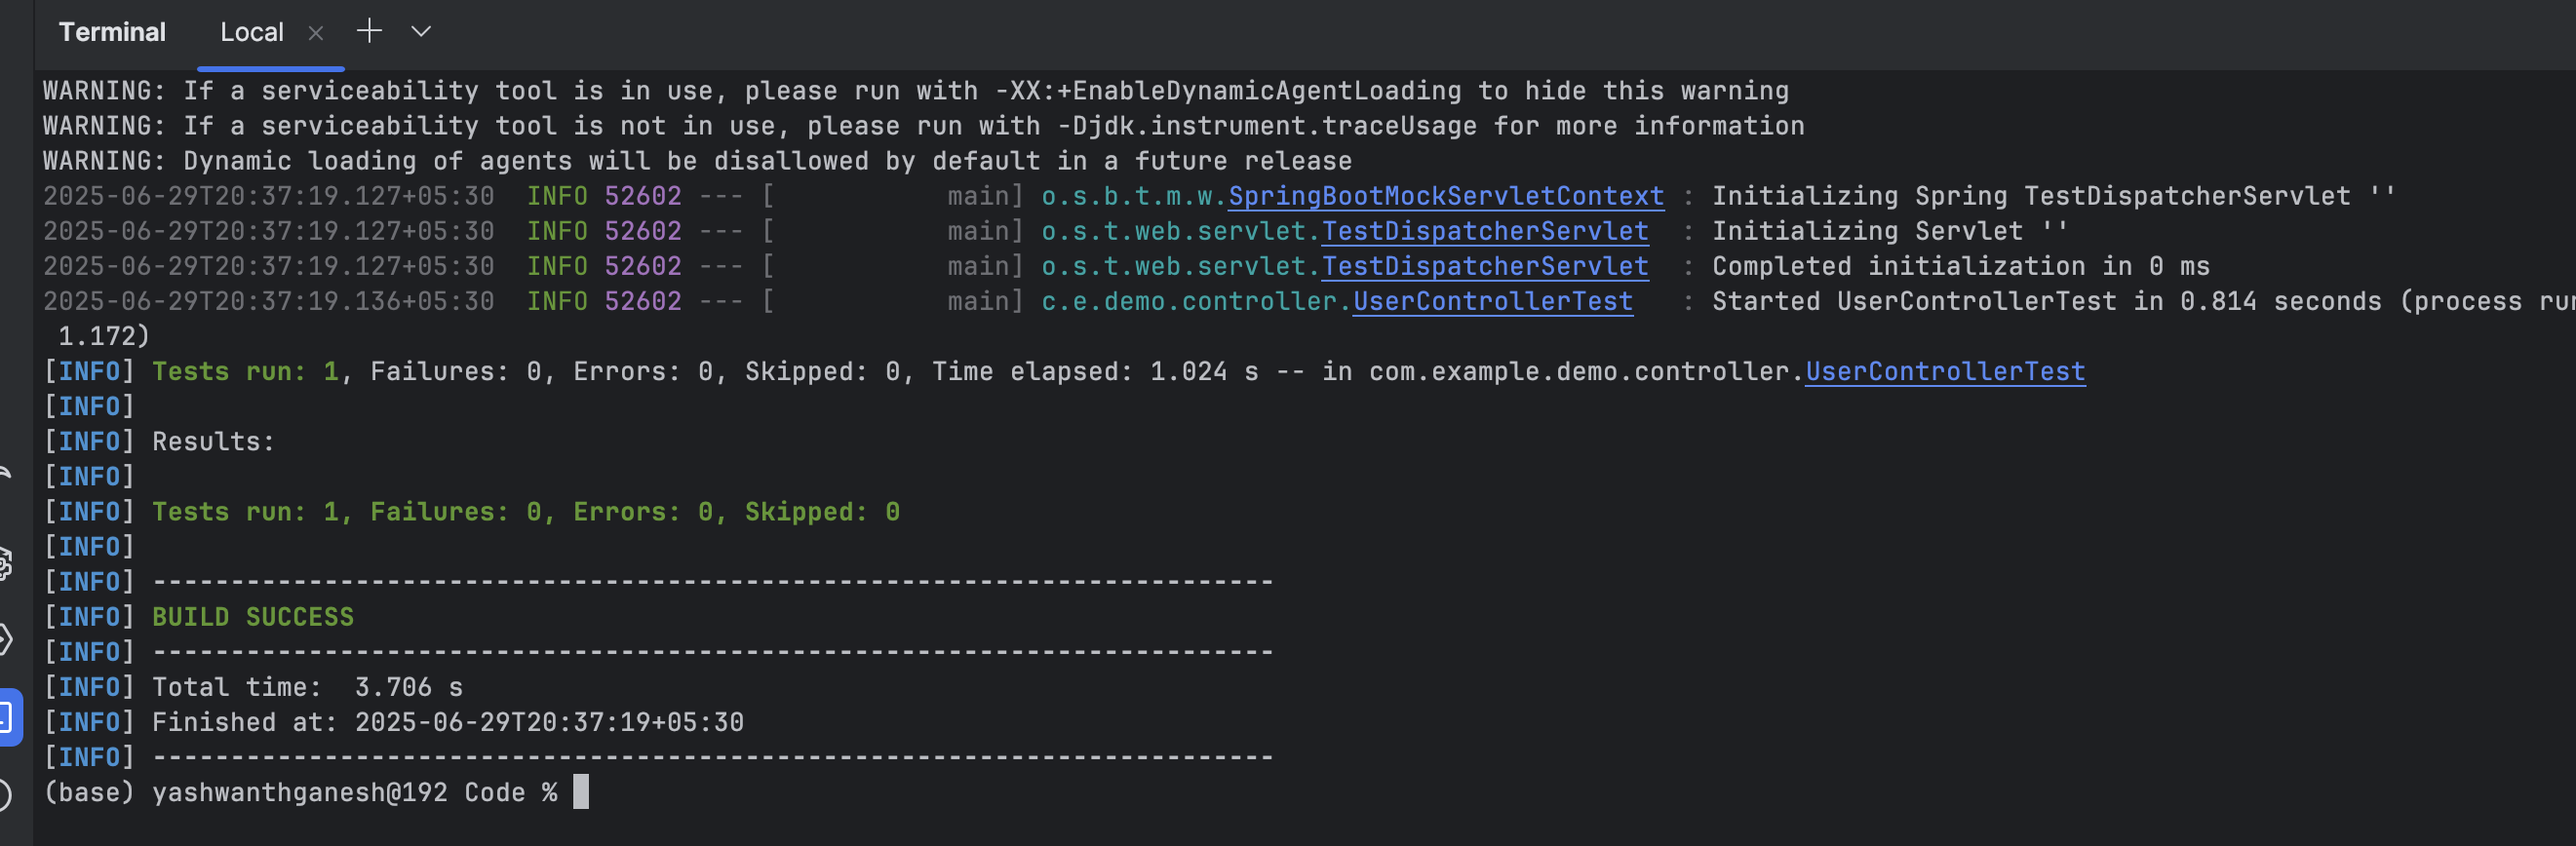 Terminal Local
WARNING: If a serviceability tool is in use, please run with -XX:+EnableDynamicAgentLoading to hide this warning
WARNING: If a serviceability tool is not in use, please run with -Djdk.instrument.traceUsage for more information
WARNING: Dynamic loading of agents will be disallowed by default in a future release
2025-06-29T20:37:19.127+05:30  INFO 52602 --- [           main] o.s.b.t.m.w.SpringBootMockServletContext : Initializing Spring TestDispatcherServlet ''
2025-06-29T20:37:19.127+05:30  INFO 52602 --- [           main] o.s.t.web.servlet.TestDispatcherServlet  : Initializing Servlet ''
2025-06-29T20:37:19.127+05:30  INFO 52602 --- [           main] o.s.t.web.servlet.TestDispatcherServlet  : Completed initialization in 0 ms
2025-06-29T20:37:19.136+05:30  INFO 52602 --- [           main] c.e.demo.controller.UserControllerTest   : Started UserControllerTest in 0.814 seconds (process run
1.172)
[INFO] Tests run: 1, Failures: 0, Errors: 0, Skipped: 0, Time elapsed: 1.024 s -- in com.example.demo.controller.UserControllerTest
[INFO]
[INFO] Results:
[INFO]
[INFO] Tests run: 1, Failures: 0, Errors: 0, Skipped: 0
[INFO]
[INFO] ------------------------------------------------------------------------
[INFO] BUILD SUCCESS
[INFO] ------------------------------------------------------------------------
[INFO] Total time:  3.706 s
[INFO] Finished at: 2025-06-29T20:37:19+05:30
[INFO] ------------------------------------------------------------------------
(base) yashwanthganesh@192 Code %